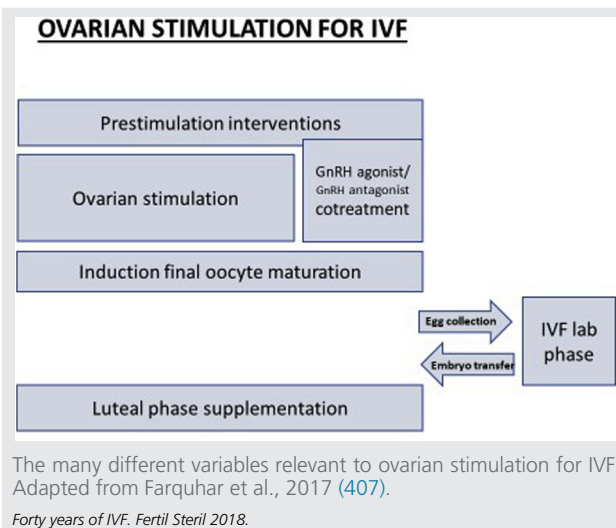 OVARIAN STIMULATION FOR IVF
Prestimulation interventions
Ovarian stimulation
GnRH agonist/
GnRH antagonist
cotreatment
Induction final oocyte maturation
Egg collection
Embryo transfer
IVF lab
phase
Luteal phase supplementation
The many different variables relevant to ovarian stimulation for IVF
Adapted from Farquhar et al., 2017 (407).
Forty years of IVF. Fertil Steril 2018.